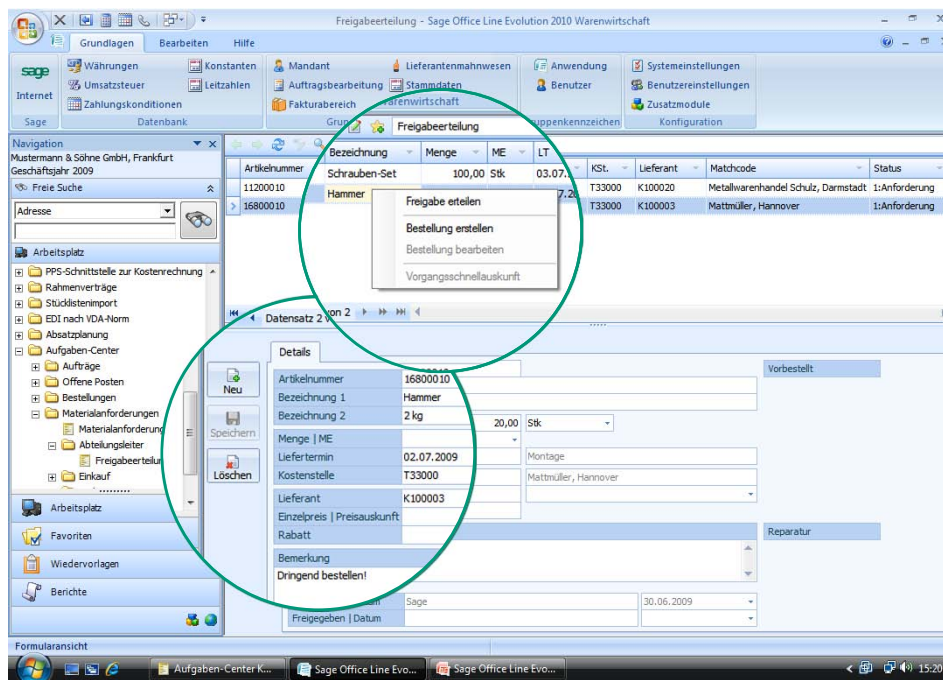 Freigabeerteilung - Sage Office Line Evolution 2010 Warenwirtschaft
Grundlagen Bearbeiten Hilfe
sage
Internet
Sage
Währungen
Umsatzsteuer
Zahlungskonditionen
Konstanten
Leitzahlen
Datenbank
Mandant
Auftragsbearbeitung
Fakturabereich
Lieferantenmahnwesen
Stammdaten
Warenwirtschaft
Anwendung
Benutzer
Systemeinstellungen
Benutzereinstellungen
Zusatzmodule
Konfiguration
Navigation
Mustermann & Söhne GmbH, Frankfurt
Geschäftsjahr 2009
Freie Suche
Adresse
Arbeitsplatz
PPS-Schnittstelle zur Kostenrechnung
Rahmenverträge
Stücklistenimport
EDI nach VDA-Norm
Absatzplanung
Aufgaben-Center
Aufträge
Offene Posten
Bestellungen
Materialanforderungen
Materialanforderung
Abteilungsleiter
Freigabeerteilung
Einkauf
Arbeitsplatz
Favoriten
Wiedervorlagen
Berichte
Freigabeerteilung
Artikelnummer Bezeichnung Menge ME LT KSt. Lieferant Matchcode Status
11200010 Schrauben-Set 100,00 Stk 03.07. T33000 K100020 Metallwarenhandel Schulz, Darmstadt 1:Anforderung
16800010 Hammer T33000 K100003 Mattmüller, Hannover 1:Anforderung
Freigabe erteilen
Bestellung erstellen
Bestellung bearbeiten
Vorgangsschnellauskunft
Datensatz 2 von 2
Neu
Speichern
Löschen
Details
Artikelnummer 16800010
Bezeichnung 1 Hammer
Bezeichnung 2 2 kg
Menge | ME 20,00 Stk
Liefertermin 02.07.2009
Kostenstelle T33000 Montage
Lieferant K100003 Mattmüller, Hannover
Einzelpreis | Preisauskunft
Rabatt
Bemerkung
Dringend bestellen!
Sage 30.06.2009
Freigegeben | Datum
Vorbestellt
Reparatur
Formularansicht
Aufgaben-Center K... Sage Office Line Evo... Sage Office Line Evo... 15:20